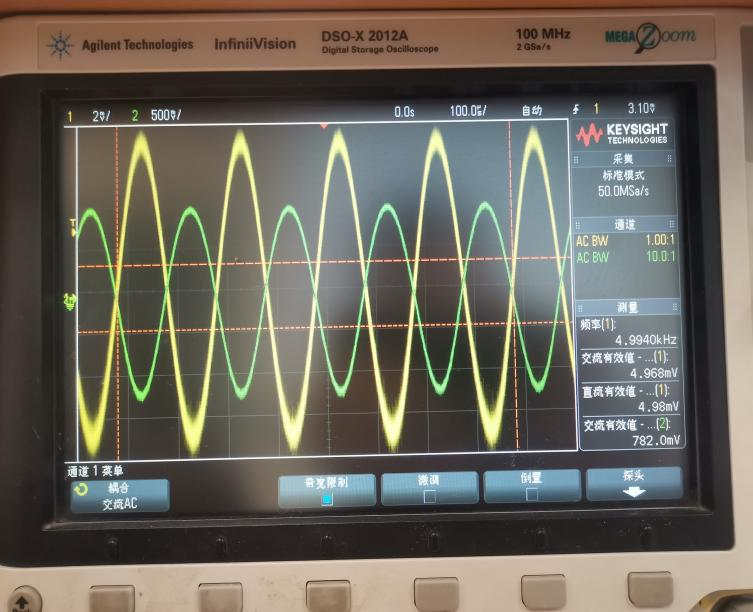 Agilent Technologies InfiniiVision DSO-X 2012A 100 MHz MEGA Zoom
Digital Storage Oscilloscope 2 GSa/s
1 2♈/ 2 500♈/ 0.0s 100.0㎲/ 自动 1 3.10♈
KEYSIGHT
TECHNOLOGIES
采集
标准模式
50.0MSa/s
通道
AC BW 1.00:1
AC BW 10.0:1
测量
频率(1):
4.9940kHz
交流有效值 - ...(1):
4.968mV
直流有效值 - ...(1):
4.98mV
交流有效值 - ...(2):
782.0mV
T
通道 1 菜单
耦合
交流AC
带宽限制
微调
倒置
探头